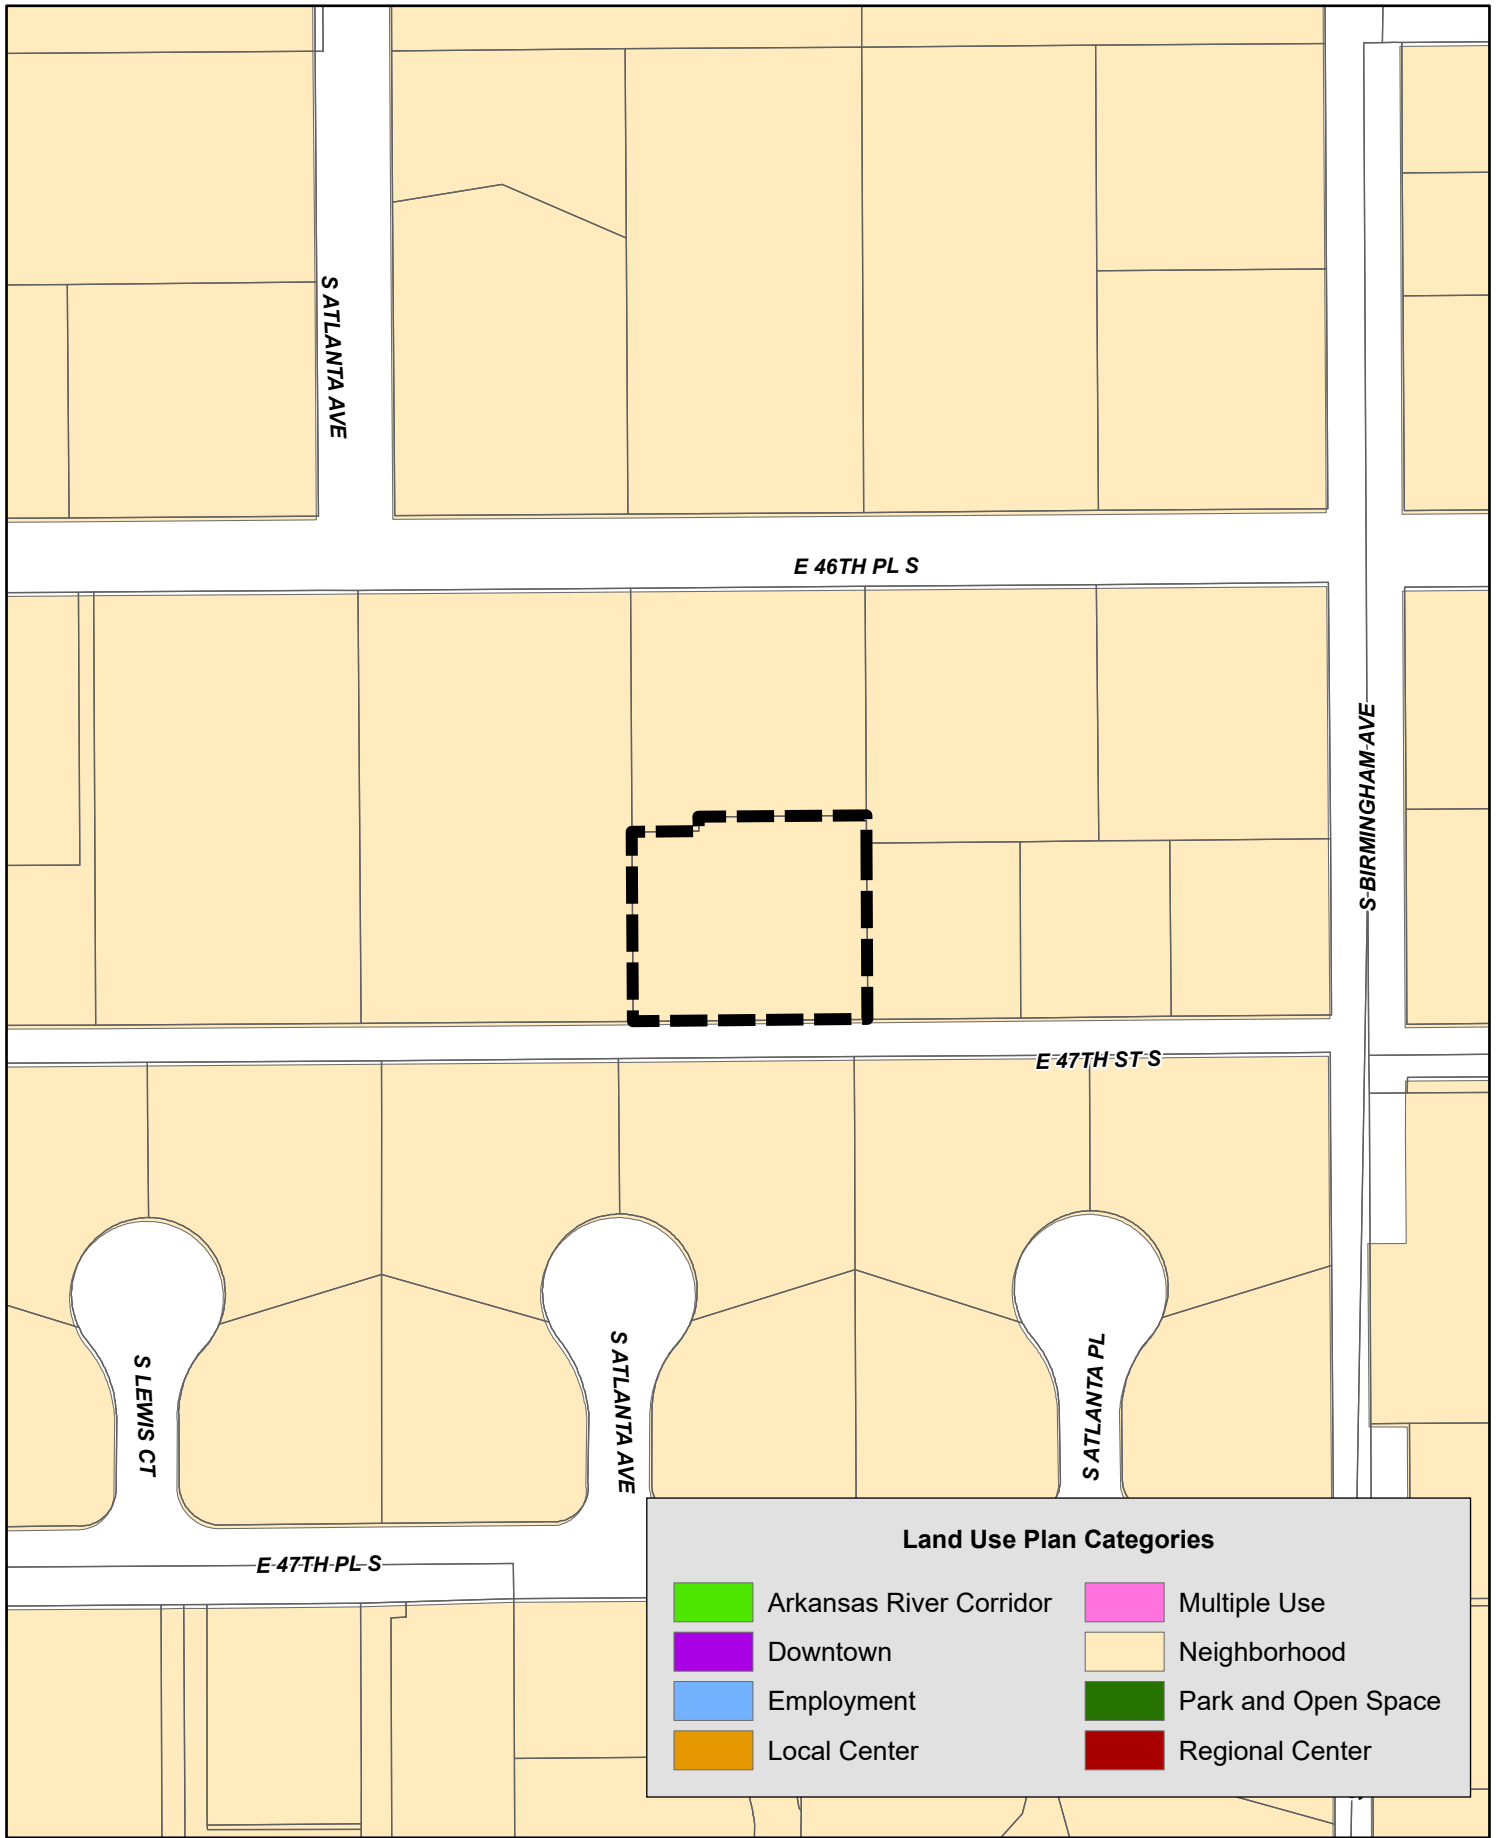 S ATLANTA AVE
E 46TH PL S
S BIRMINGHAM AVE
E 47TH ST S
S LEWIS CT
S ATLANTA AVE
S ATLANTA PL
E 47TH PL S
Land Use Plan Categories
Arkansas River Corridor
Multiple Use
Downtown
Neighborhood
Employment
Park and Open Space
Local Center
Regional Center